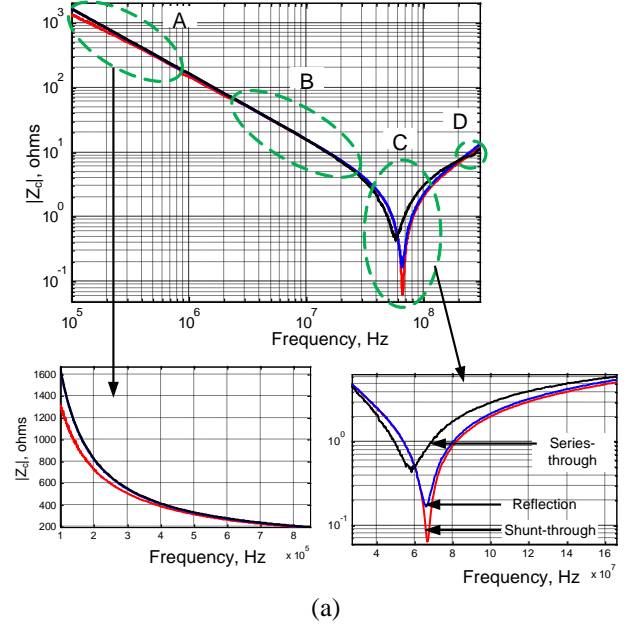 10^3
10^2
10^1
10^0
10^-1
|Z_c|, ohms
A
B
C
D
10^5
10^6
10^7
10^8
Frequency, Hz
1600
1400
1200
1000
800
600
400
200
|Z_c|, ohms
1 2 3 4 5 6 7 8
Frequency, Hz x 10^5
10^0
10^-1
Series-
through
Reflection
Shunt-through
4 6 8 10 12 14 16
Frequency, Hz x 10^7
(a)